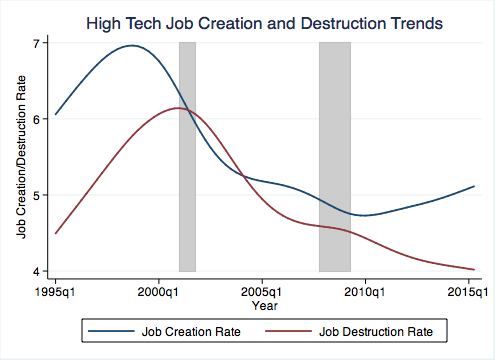 High Tech Job Creation and Destruction Trends
Job Creation/Destruction Rate
7
6
5
4
1995q1 2000q1 2005q1 2010q1 2015q1
Year
Job Creation Rate Job Destruction Rate